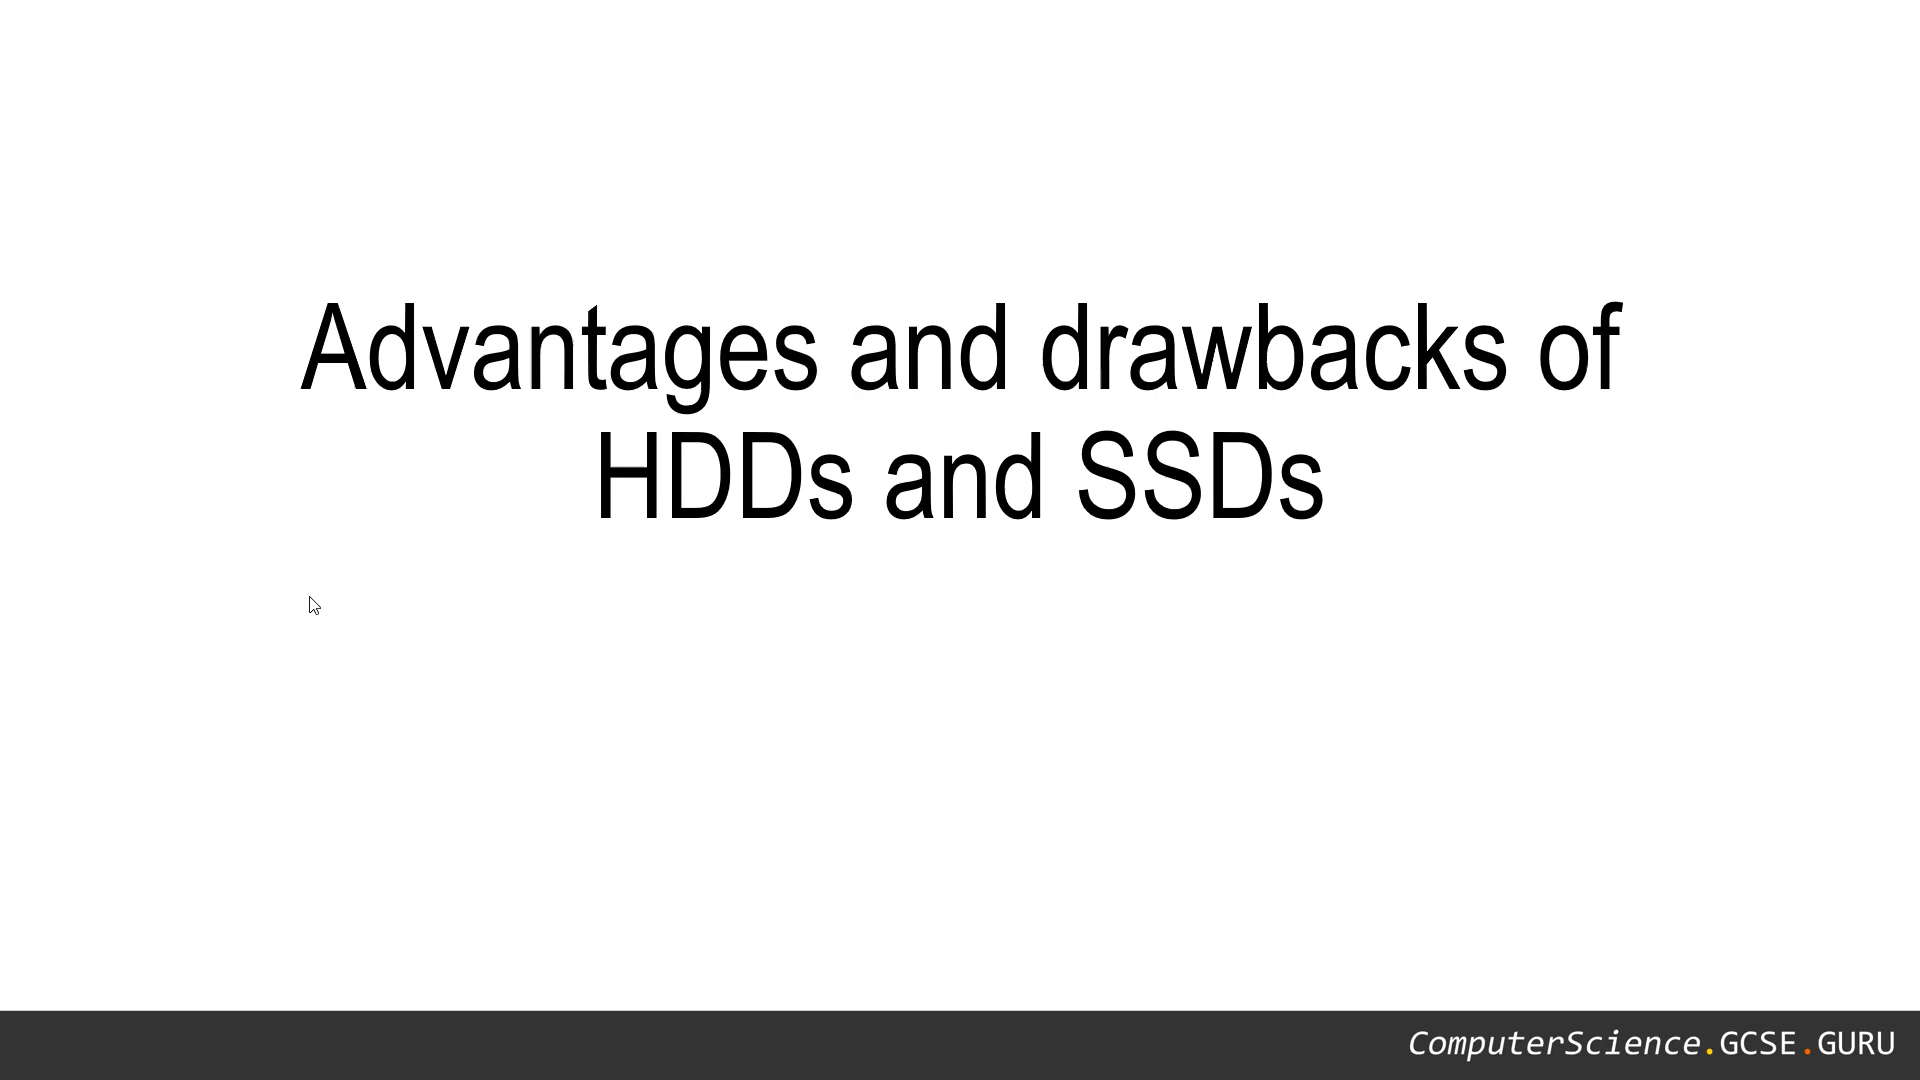 Advantages and drawbacks of
HDDs and SSDs
ComputerScience.GCSE.GURU